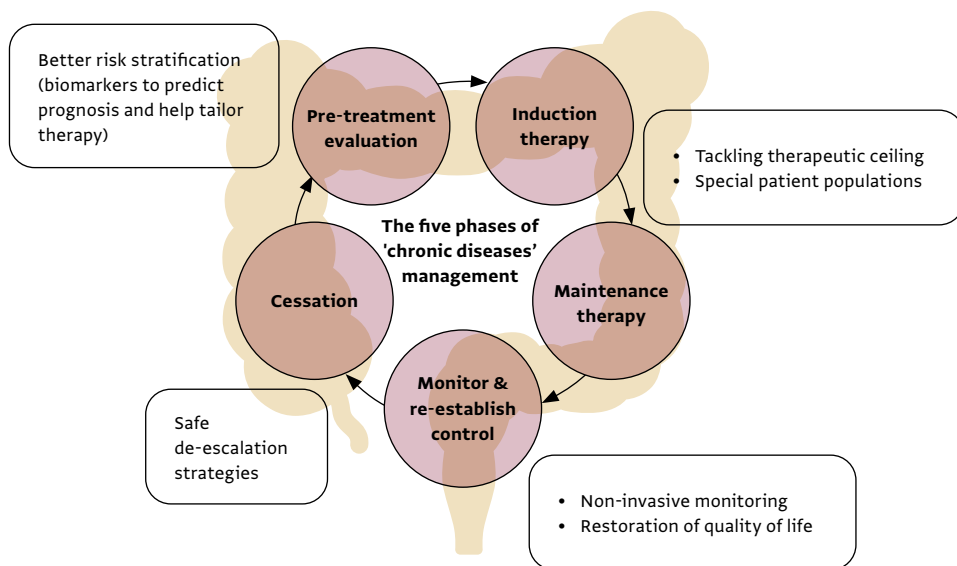 Better risk stratification
(biomarkers to predict
prognosis and help tailor
therapy)
Pre-treatment
evaluation
Induction
therapy
• Tackling therapeutic ceiling
• Special patient populations
The five phases of
'chronic diseases’
management
Cessation
Maintenance
therapy
Monitor &
re-establish
control
Safe
de-escalation
strategies
• Non-invasive monitoring
• Restoration of quality of life